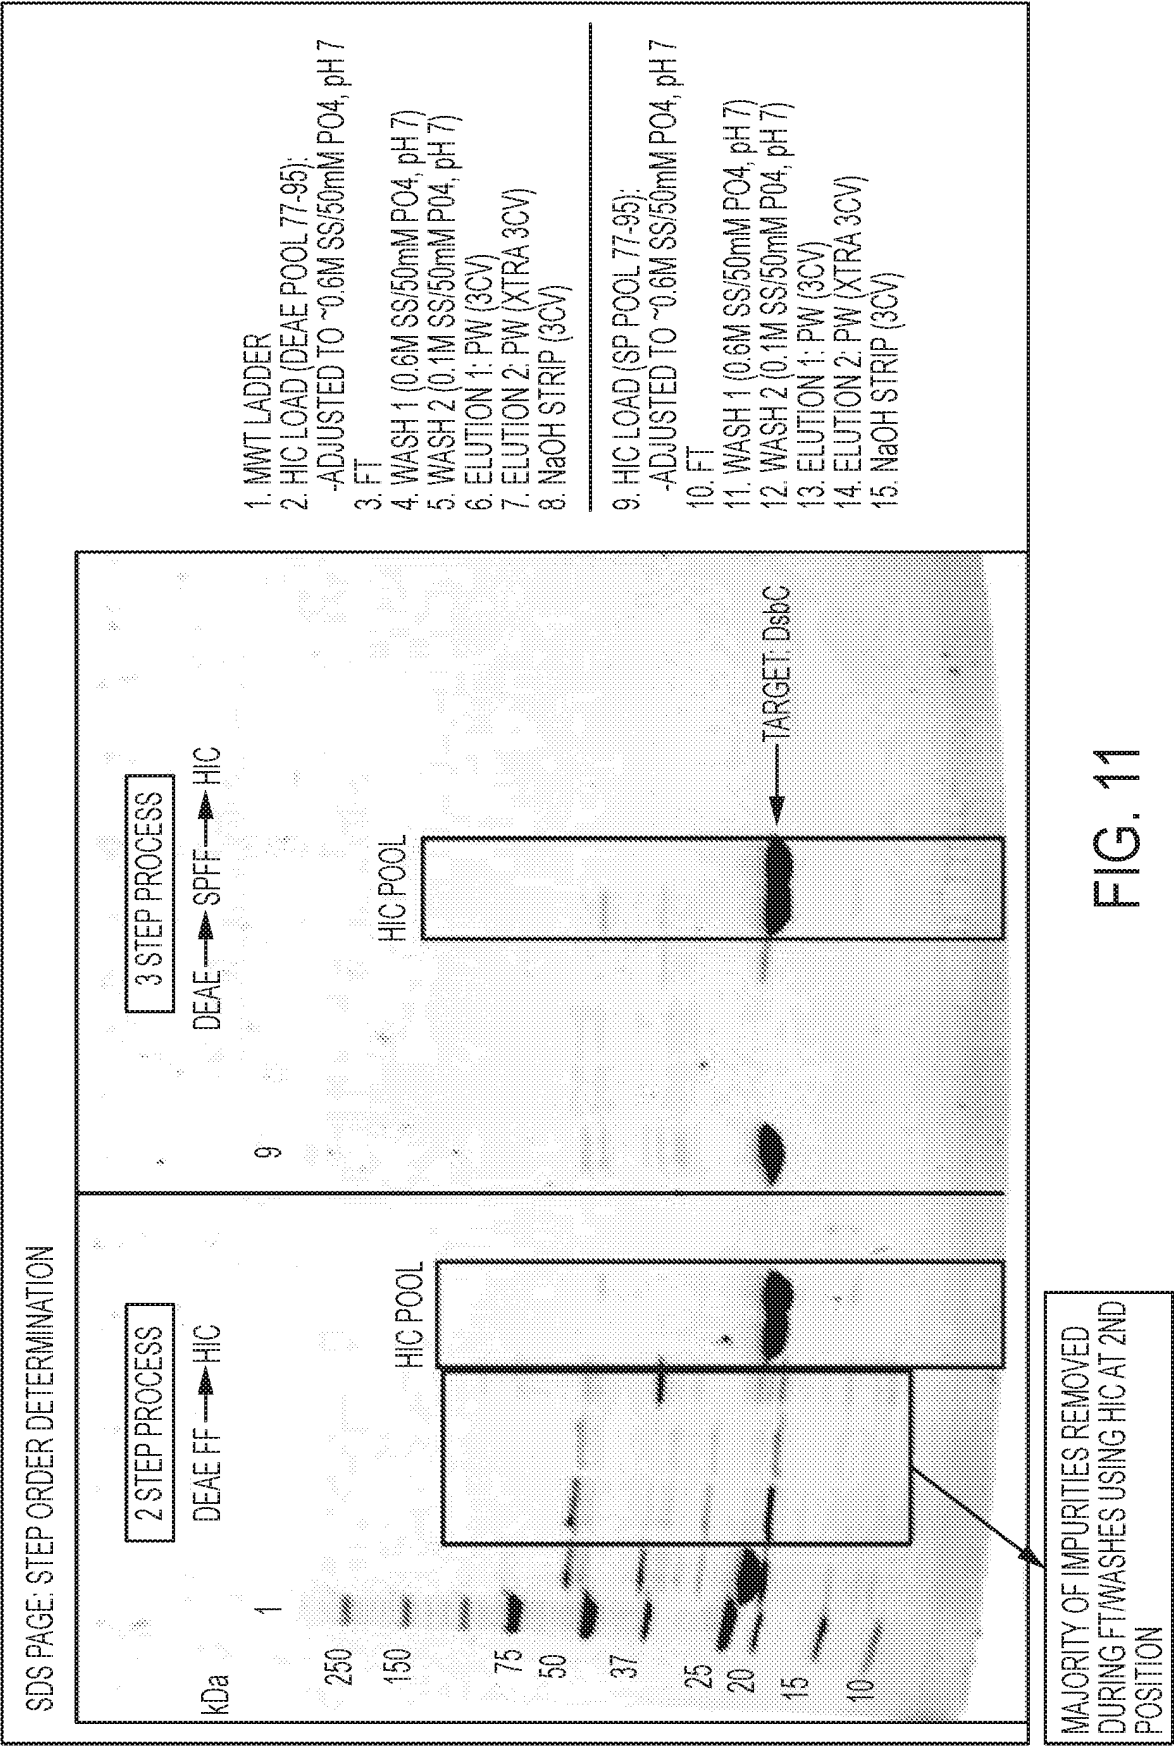 SDS PAGE: STEP ORDER DETERMINATION
2 STEP PROCESS
DEAE FF HIC
3 STEP PROCESS
DEAE SPFF HIC
kDa
1
9
250
150
75
50
37
25
20
15
10
HIC POOL
HIC POOL
TARGET: DsbC
MAJORITY OF IMPURITIES REMOVED
DURING FT/WASHES USING HIC AT 2ND
POSITION
1. MWT LADDER
2. HIC LOAD (DEAE POOL 77-95):
-ADJUSTED TO ~0.6M SS/50mM PO4, pH 7
3. FT
4. WASH 1 (0.6M SS/50mM PO4, pH 7)
5. WASH 2 (0.1M SS/50mM P04, pH 7)
6. ELUTION 1: PW (3CV)
7. ELUTION 2: PW (XTRA 3CV)
8. NaOH STRIP (3CV)
9. HIC LOAD (SP POOL 77-95):
-ADJUSTED TO ~0.6M SS/50mM PO4, pH 7
10. FT
11. WASH 1 (0.6M SS/50mM PO4, pH 7)
12. WASH 2 (0.1M SS/50mM P04, pH 7)
13. ELUTION 1: PW (3CV)
14. ELUTION 2: PW (XTRA 3CV)
15. NaOH STRIP (3CV)
FIG. 11